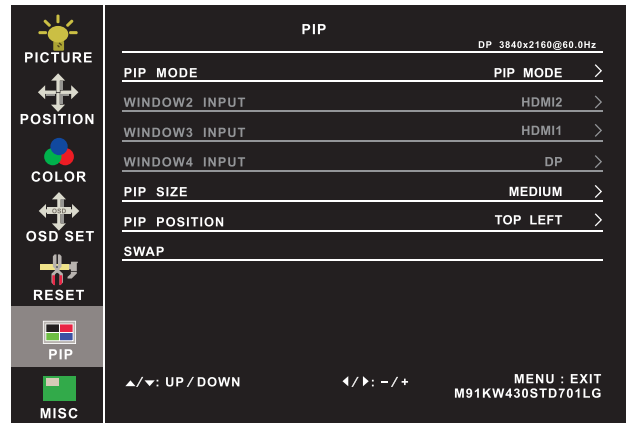 PICTURE
POSITION
COLOR
OSD
OSD SET
RESET
PIP
MISC
PIP
DP 3840x2160@60.0Hz
PIP MODE PIP MODE >
WINDOW2 INPUT HDMI2 >
WINDOW3 INPUT HDMI1 >
WINDOW4 INPUT DP >
PIP SIZE MEDIUM >
PIP POSITION TOP LEFT >
SWAP
▲/▼: UP / DOWN ◀/▶: – / + MENU : EXIT
M91KW430STD701LG